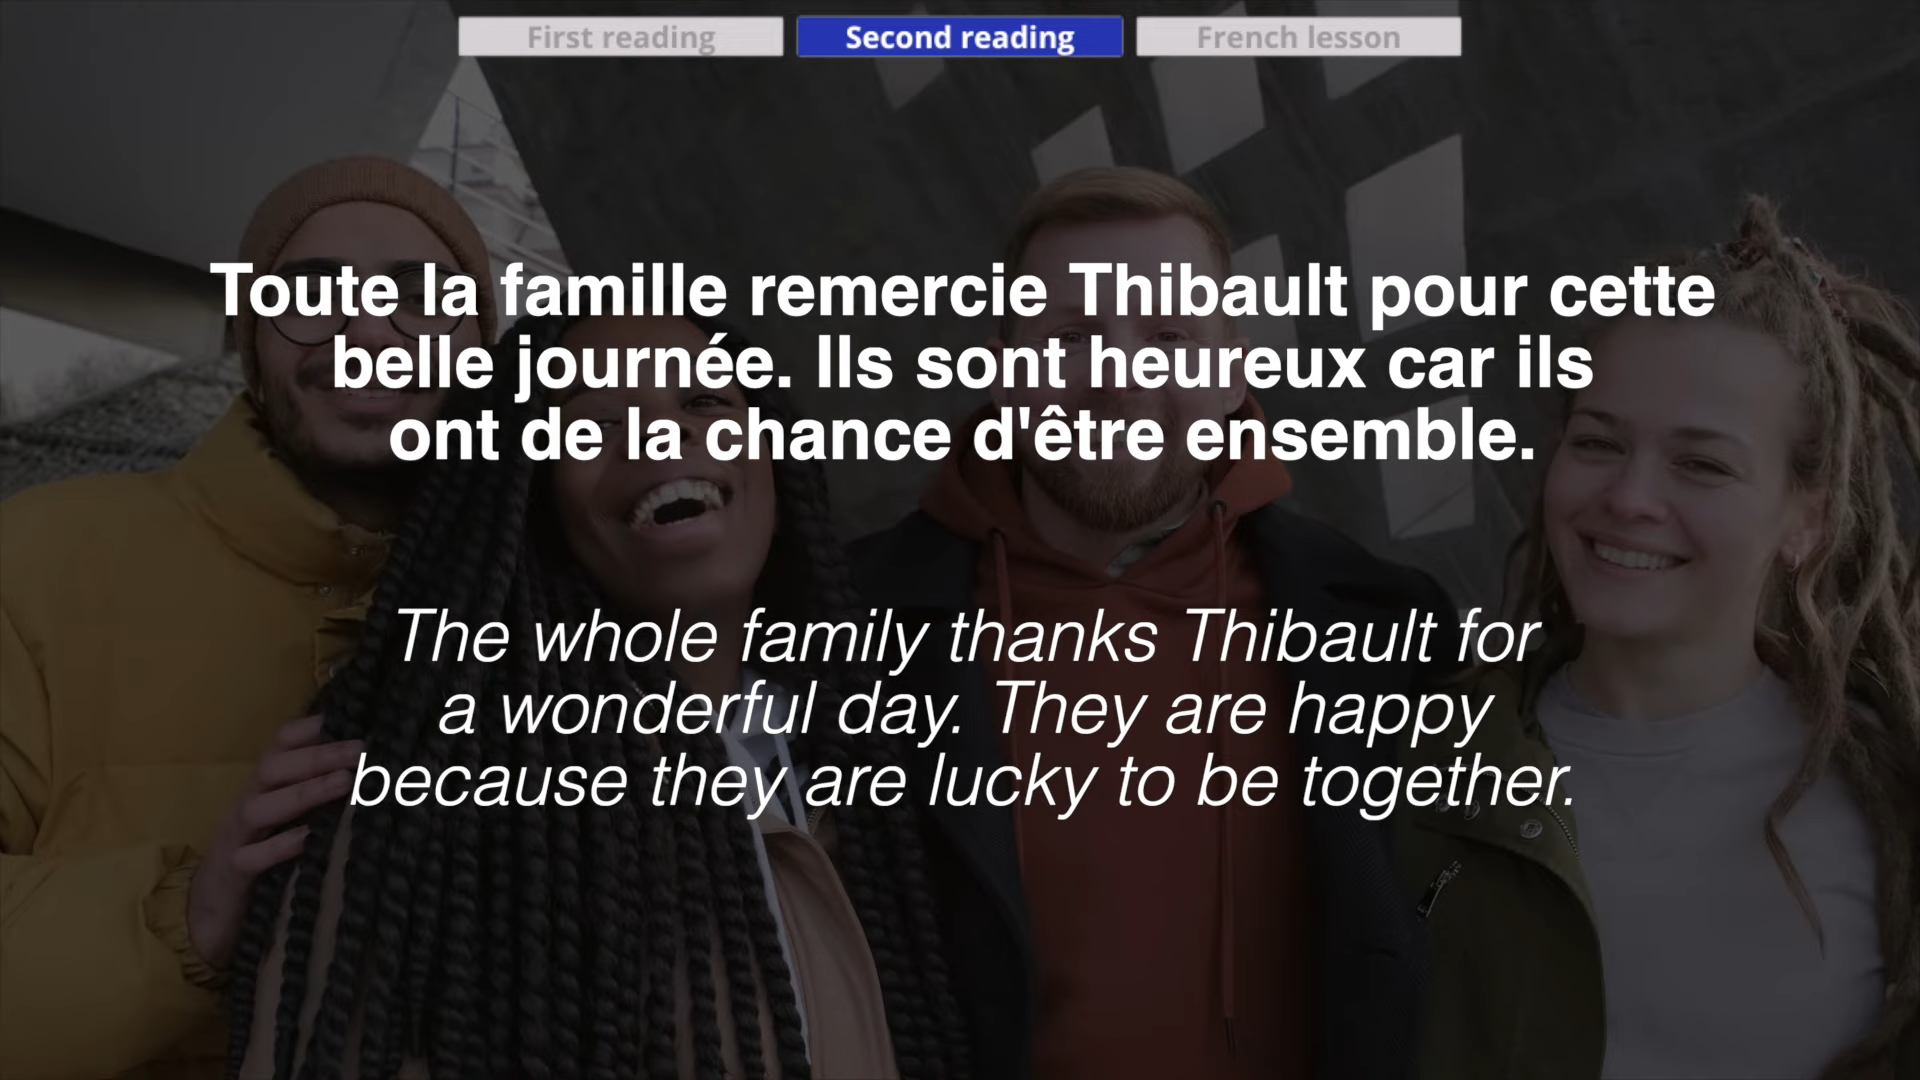 First reading
Second reading
French lesson
Toute la famille remercie Thibault pour cette
belle journée. Ils sont heureux car ils
ont de la chance d'être ensemble.
The whole family thanks Thibault for
a wonderful day. They are happy
because they are lucky to be together.